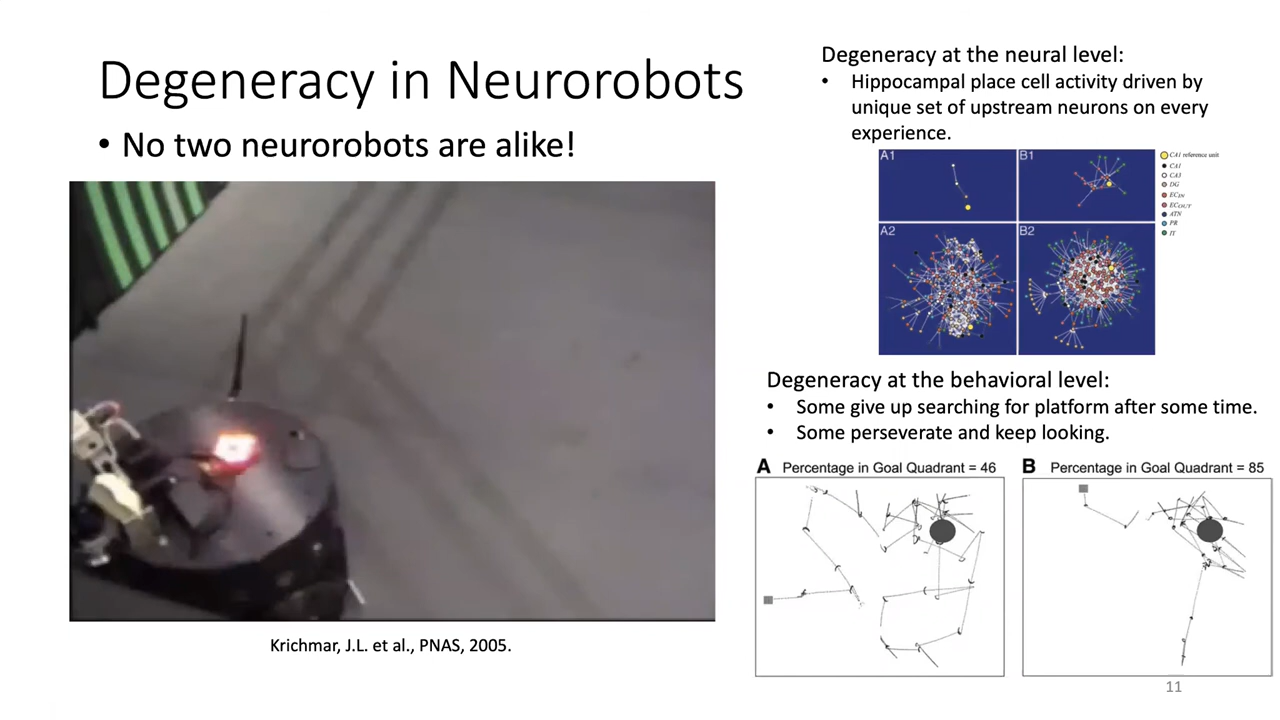 Degeneracy in Neurorobots
• No two neurorobots are alike!
Krichmar, J.L. et al., PNAS, 2005.
Degeneracy at the neural level:
• Hippocampal place cell activity driven by
unique set of upstream neurons on every
experience.
A1
B1
A2
B2
CA1 reference unit
CA1
CA3
DG
ECIN
ECOUT
ATN
PR
IT
Degeneracy at the behavioral level:
• Some give up searching for platform after some time.
• Some perseverate and keep looking.
A Percentage in Goal Quadrant = 46
B Percentage in Goal Quadrant = 85
11